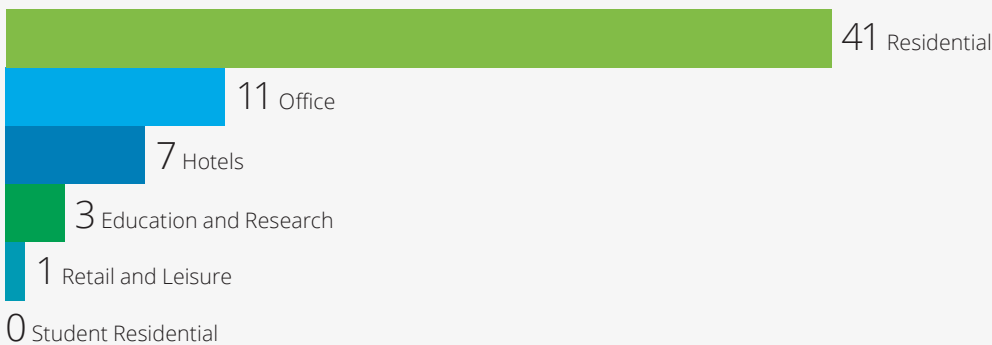 41 Residential
11 Office
7 Hotels
3 Education and Research
1 Retail and Leisure
0 Student Residential